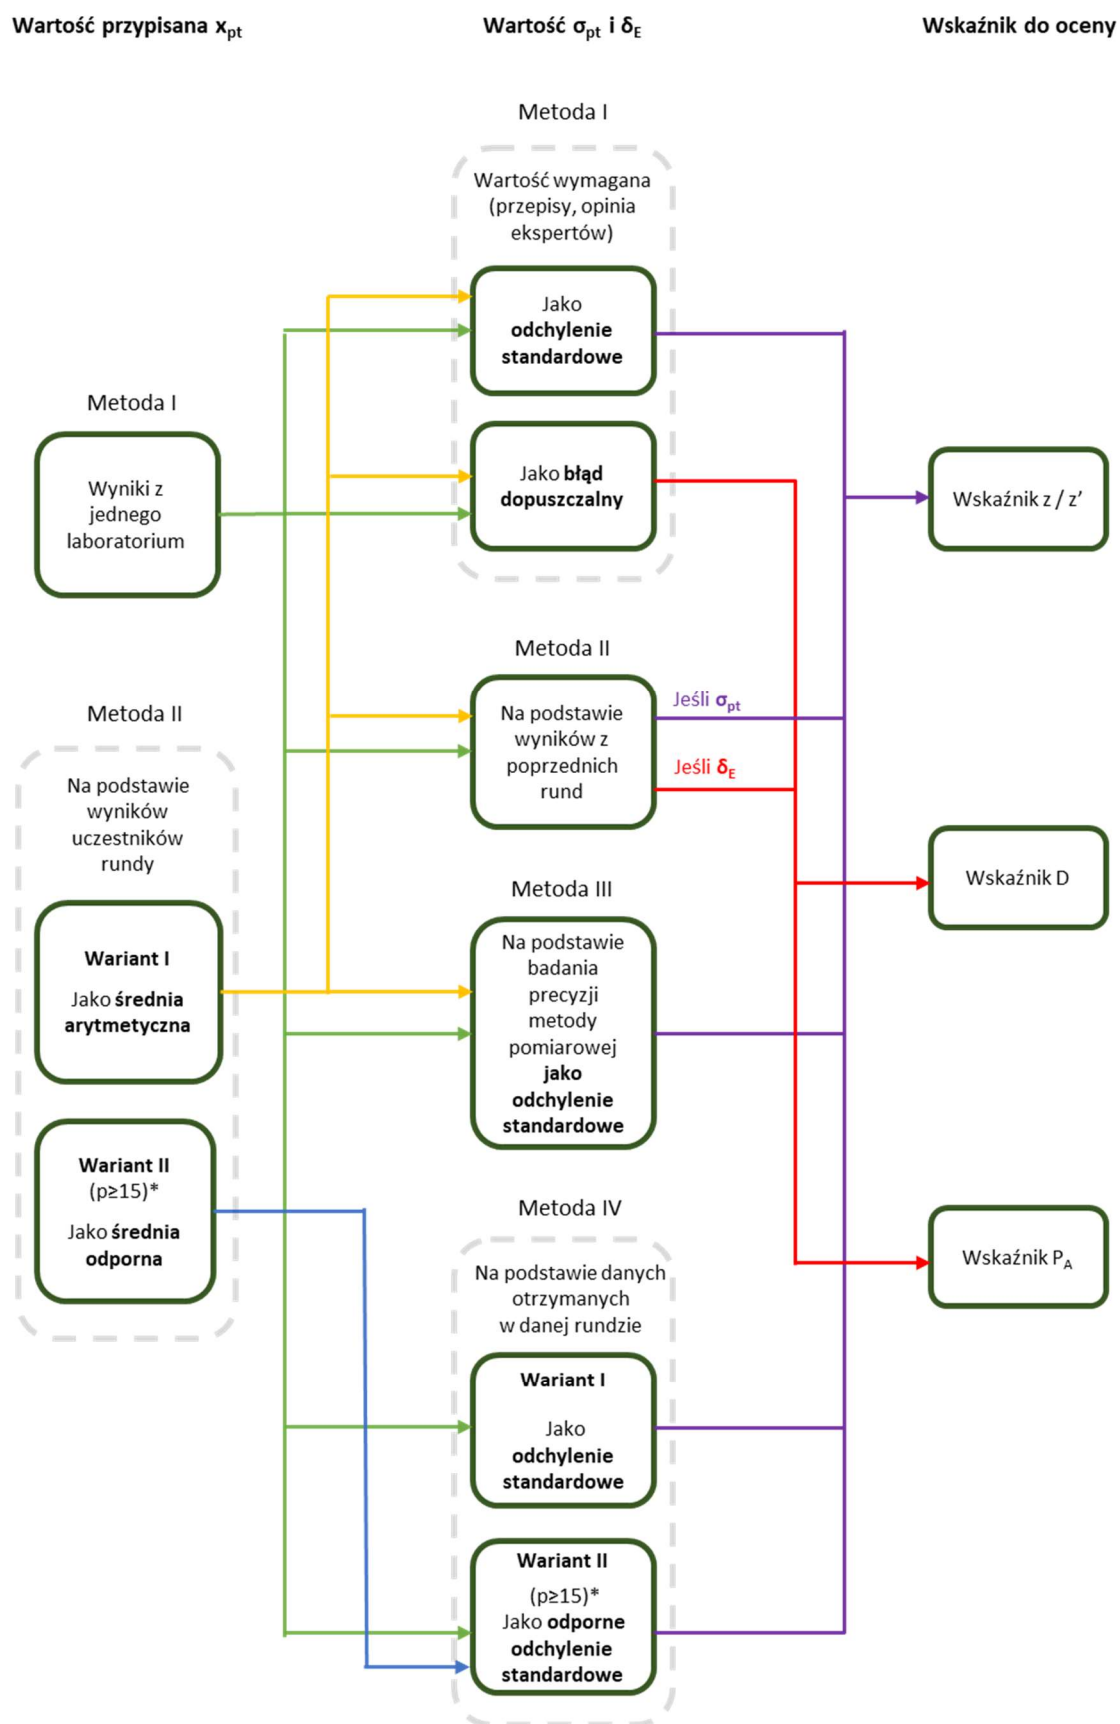 Wartość przypisana xpt
Wartość σpt i δE
Wskaźnik do oceny
Metoda I
Wyniki z
jednego
laboratorium
Metoda II
Na podstawie
wyników
uczestników
rundy
Wariant I
Jako średnia
arytmetyczna
Wariant II
(p≥15)*
Jako średnia
odporna
Metoda I
Wartość wymagana
(przepisy, opinia
ekspertów)
Jako
odchylenie
standardowe
Jako błąd
dopuszczalny
Metoda II
Na podstawie
wyników z
poprzednich
rund
Jeśli σpt
Jeśli δE
Metoda III
Na podstawie
badania
precyzji
metody
pomiarowej
jako
odchylenie
standardowe
Metoda IV
Na podstawie danych
otrzymanych
w danej rundzie
Wariant I
Jako
odchylenie
standardowe
Wariant II
(p≥15)*
Jako odporne
odchylenie
standardowe
Wskaźnik z / z’
Wskaźnik D
Wskaźnik PA